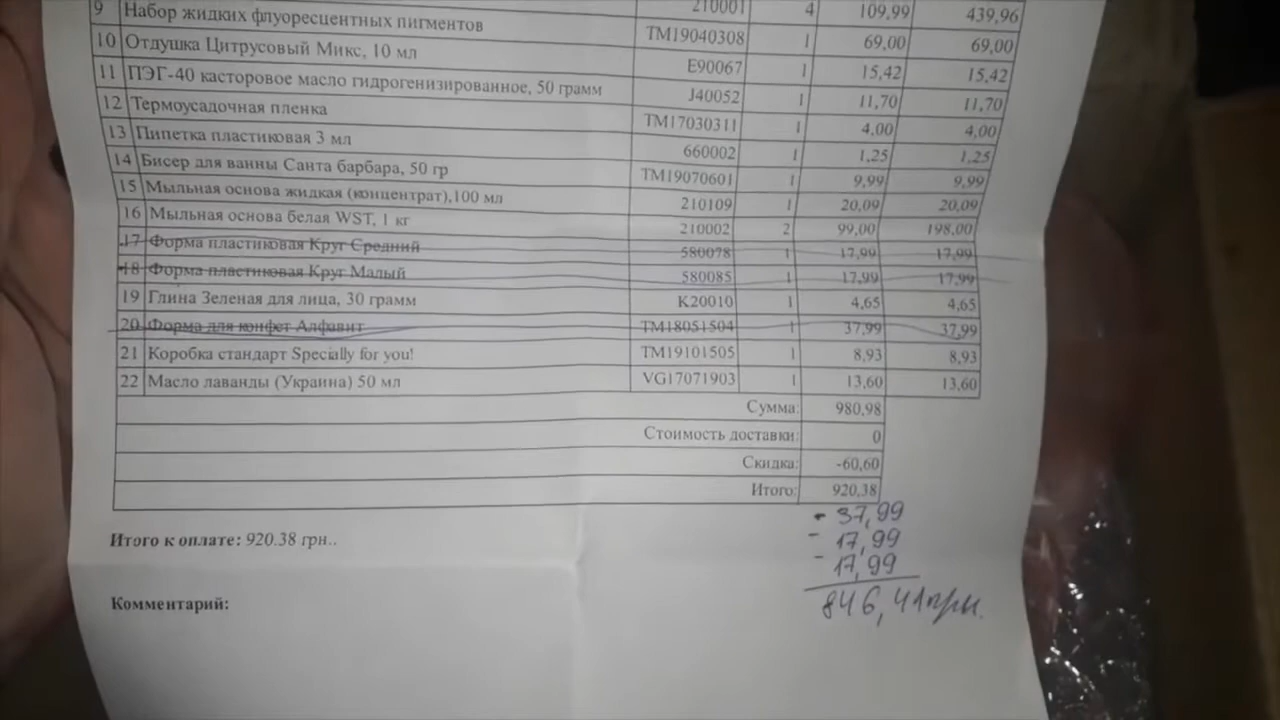 210001 4 109,99 439,96
9 Набор жидких флуоресцентных пигментов TM19040308 1 69,00 69,00
10 Отдушка Цитрусовый Микс, 10 мл E90067 1 15,42 15,42
11 ПЭГ-40 касторовое масло гидрогенизированное, 50 грамм J40052 1 11,70 11,70
12 Термоусадочная пленка TM17030311 1 4,00 4,00
13 Пипетка пластиковая 3 мл 660002 1 1,25 1,25
14 Бисер для ванны Санта барбара, 50 гр TM19070601 1 9,99 9,99
15 Мыльная основа жидкая (концентрат),100 мл 210109 1 20,09 20,09
16 Мыльная основа белая WST, 1 кг 210002 2 99,00 198,00
17 Форма пластиковая Круг Средний 580078 1 17,99 17,99
18 Форма пластиковая Круг Малый 580085 1 17,99 17,99
19 Глина Зеленая для лица, 30 грамм K20010 1 4,65 4,65
20 Форма для конфет Алфавит TM18051504 1 37,99 37,99
21 Коробка стандарт Specially for you! TM19101505 1 8,93 8,93
22 Масло лаванды (Украина) 50 мл VG17071903 1 13,60 13,60
Сумма: 980,98
Стоимость доставки: 0
Скидка: -60,60
Итого: 920,38
- 37,99
- 17,99
- 17,99
846,41грн.
Итого к оплате: 920.38 грн..
Комментарий: